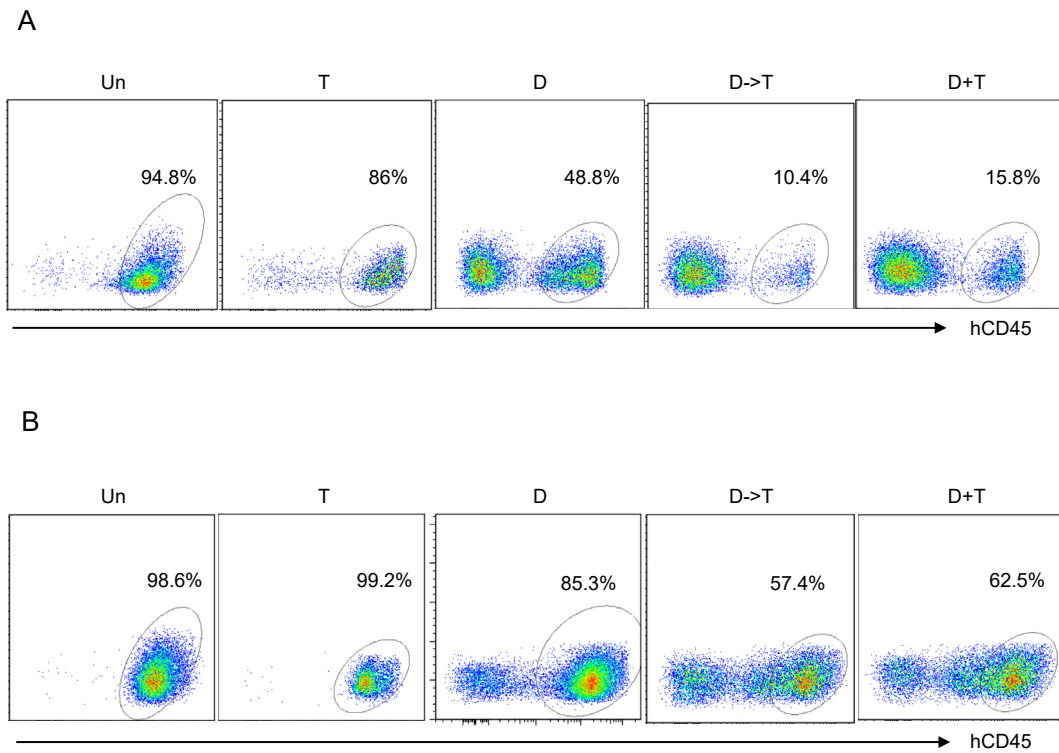 A
Un T D D->T D+T
94.8% 86% 48.8% 10.4% 15.8%
hCD45
B
Un T D D->T D+T
98.6% 99.2% 85.3% 57.4% 62.5%
hCD45